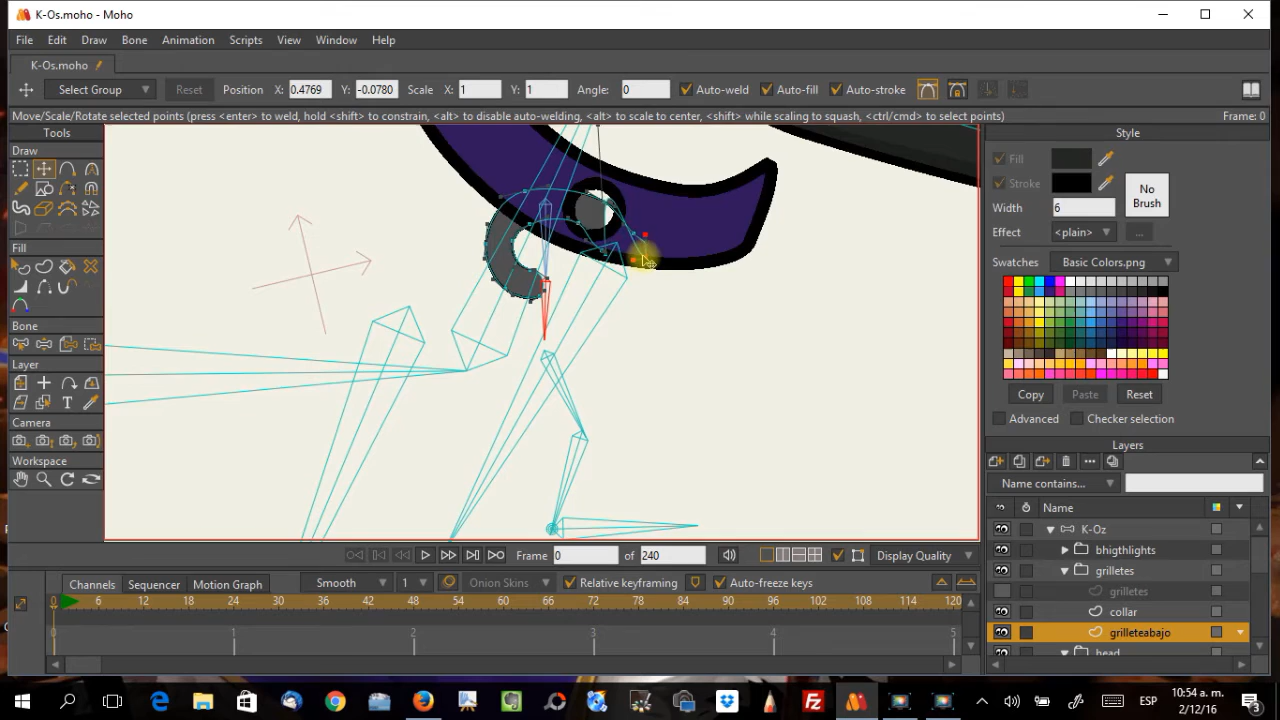 K-Os.moho - Moho
File Edit Draw Bone Animation Scripts View Window Help
K-Os.moho
Select Group Reset Position X: 0.4769 Y: -0.0780 Scale X: 1 Y: 1 Angle: 0 Auto-weld Auto-fill Auto-stroke
Move/Scale/Rotate selected points (press <enter> to weld, hold <shift> to constrain, <alt> to disable auto-welding, <alt> to scale to center, <shift> while scaling to squash, <ctrl/cmd> to select points) Frame: 0
Tools
Draw
Fill
Bone
Layer
Camera
Workspace
Style
Fill
Stroke
No Brush
Width 6
Effect <plain> ...
Swatches Basic Colors.png
Copy Paste Reset
Advanced Checker selection
Layers
Name contains...
Name
K-Oz
bhigthlights
grilletes
grilletes
collar
grilleteabajo
head
Frame 0 of 240 Display Quality
Channels Sequencer Motion Graph Smooth 1 Onion Skins Relative keyframing Auto-freeze keys
0 6 12 18 24 30 36 42 48 54 60 66 72 78 84 90 96 102 108 114 120
0 1 2 3 4 5
ESP
10:54 a. m.
2/12/16
3